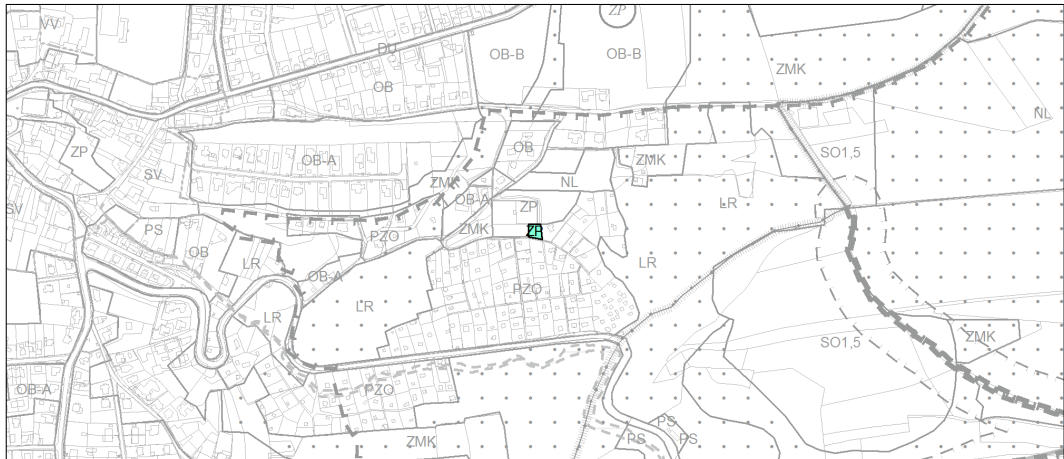 VV
ZP
DU
OB-B
OB-B
OB
ZMK
NL
ZP
SV
OB-A
OB
ZMK
SO1,5
ZMK
NL
OB-A
ZP
LR
SV
PS
OB
PZO
ZMK
ZP
LR
OB-A
LR
PZO
LR
LR
SO1,5
ZMK
OB-A
PZO
ZMK
PS
PS
PS